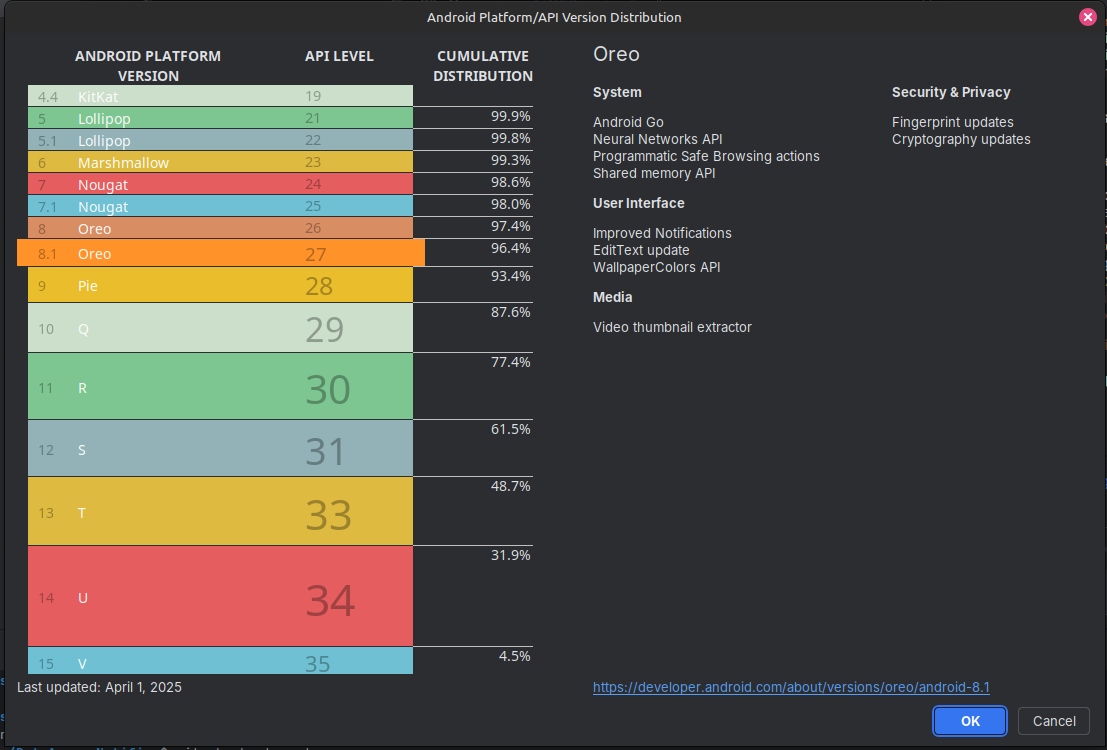 Android Platform/API Version Distribution
ANDROID PLATFORM
VERSION
API LEVEL
CUMULATIVE
DISTRIBUTION
4.4 KitKat 19
5 Lollipop 21 99.9%
5.1 Lollipop 22 99.8%
6 Marshmallow 23 99.3%
7 Nougat 24 98.6%
7.1 Nougat 25 98.0%
8 Oreo 26 97.4%
8.1 Oreo 27 96.4%
9 Pie 28 93.4%
10 Q 29 87.6%
11 R 30 77.4%
12 S 31 61.5%
13 T 33 48.7%
14 U 34 31.9%
15 V 35 4.5%
Last updated: April 1, 2025
Oreo
System
Android Go
Neural Networks API
Programmatic Safe Browsing actions
Shared memory API
User Interface
Improved Notifications
EditText update
WallpaperColors API
Media
Video thumbnail extractor
Security & Privacy
Fingerprint updates
Cryptography updates
https://developer.android.com/about/versions/oreo/android-8.1
OK
Cancel